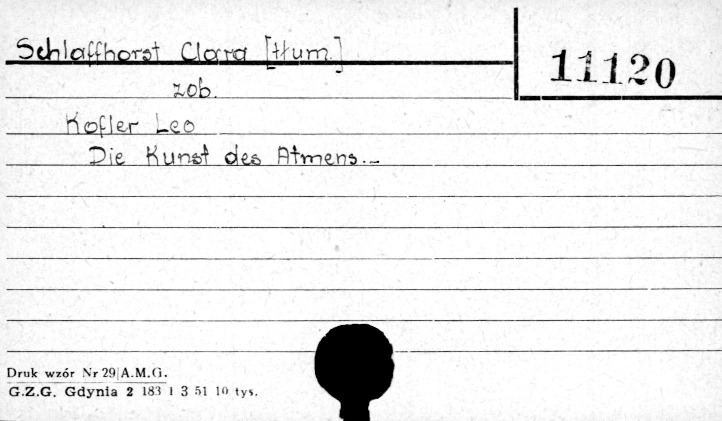 Schlaffhorst Clara [tłum.]
11120
zob.
Kofler Leo
Die Kunst des Atmens.-
Druk wzór Nr 29|A.M.G.
G.Z.G. Gdynia 2 183 1 3 51 10 tys.